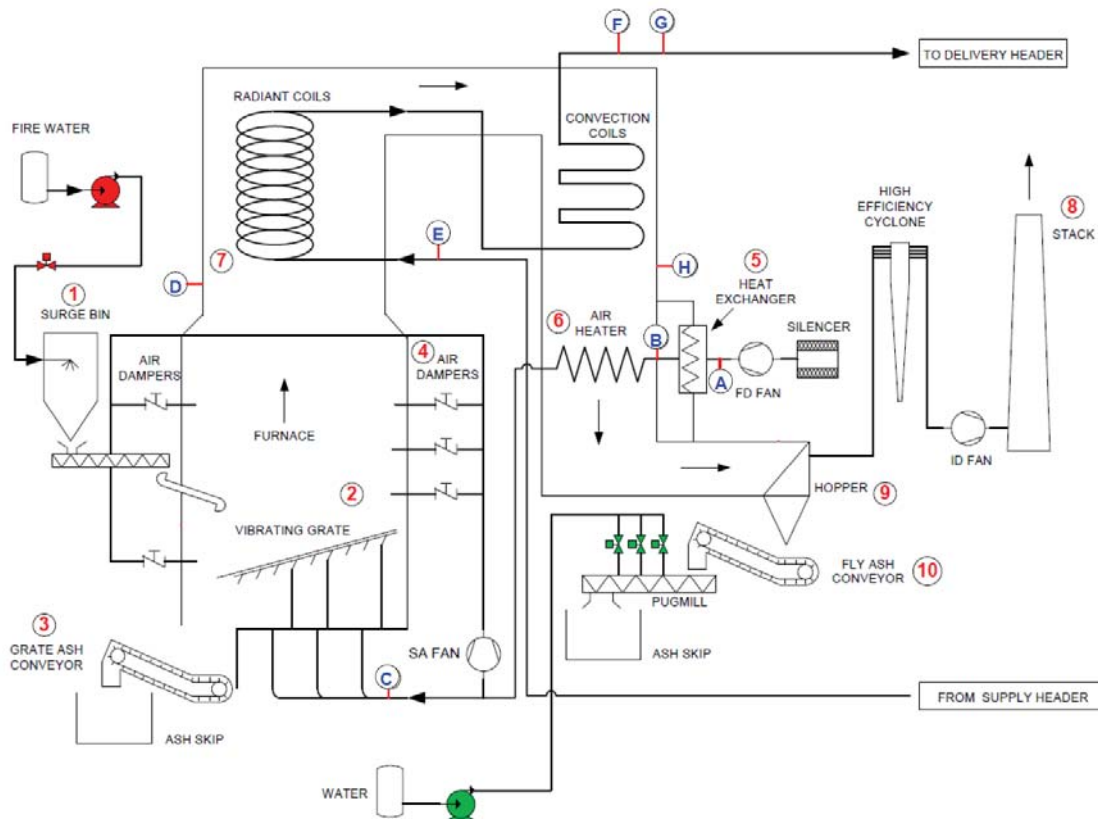 F
G
TO DELIVERY HEADER
RADIANT COILS
CONVECTION
COILS
FIRE WATER
HIGH
EFFICIENCY
CYCLONE
8
STACK
E
7
D
H
5
HEAT
EXCHANGER
1
SURGE BIN
6
AIR
HEATER
SILENCER
B
A
FD FAN
4
AIR
DAMPERS
AIR
DAMPERS
FURNACE
ID FAN
2
HOPPER
9
VIBRATING GRATE
FLY ASH
CONVEYOR
10
PUGMILL
3
GRATE ASH
CONVEYOR
SA FAN
ASH SKIP
C
FROM SUPPLY HEADER
ASH SKIP
WATER